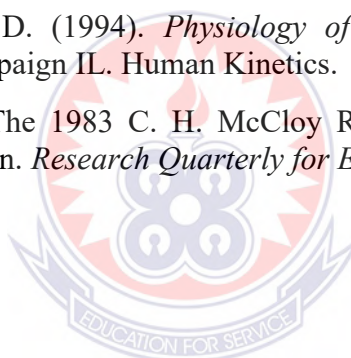 D. (1994). Physiology of
paign IL. Human Kinetics.
The 1983 C. H. McCloy R
n. Research Quarterly for E
EDUCATION FOR SERVICE